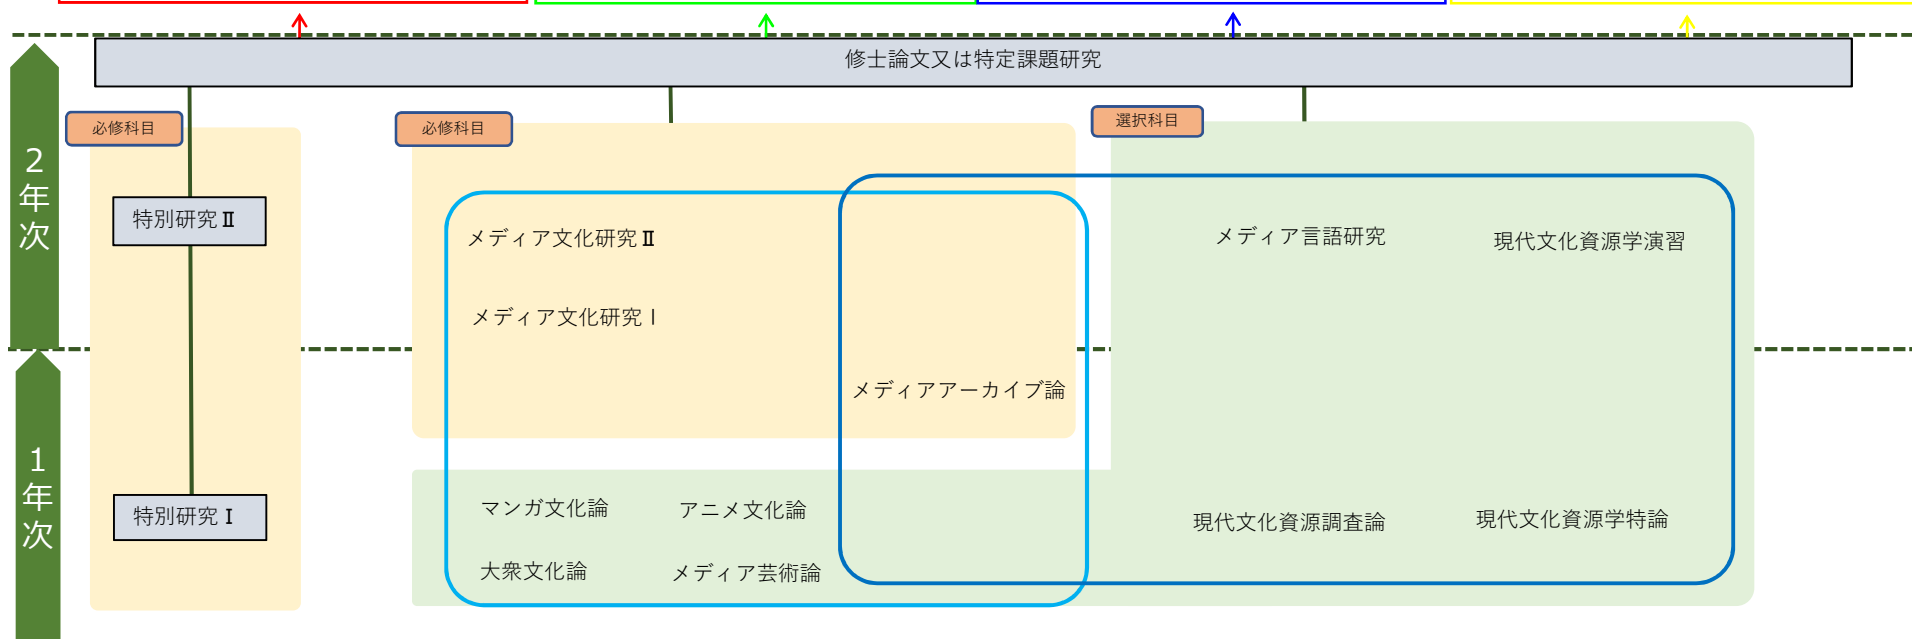 修士論文又は特定課題研究
必修科目
必修科目
選択科目
2年次
特別研究Ⅱ
メディア文化研究Ⅱ
メディア言語研究
現代文化資源学演習
メディア文化研究Ⅰ
メディアアーカイブ論
1年次
特別研究Ⅰ
マンガ文化論
アニメ文化論
現代文化資源調査論
現代文化資源学特論
大衆文化論
メディア芸術論